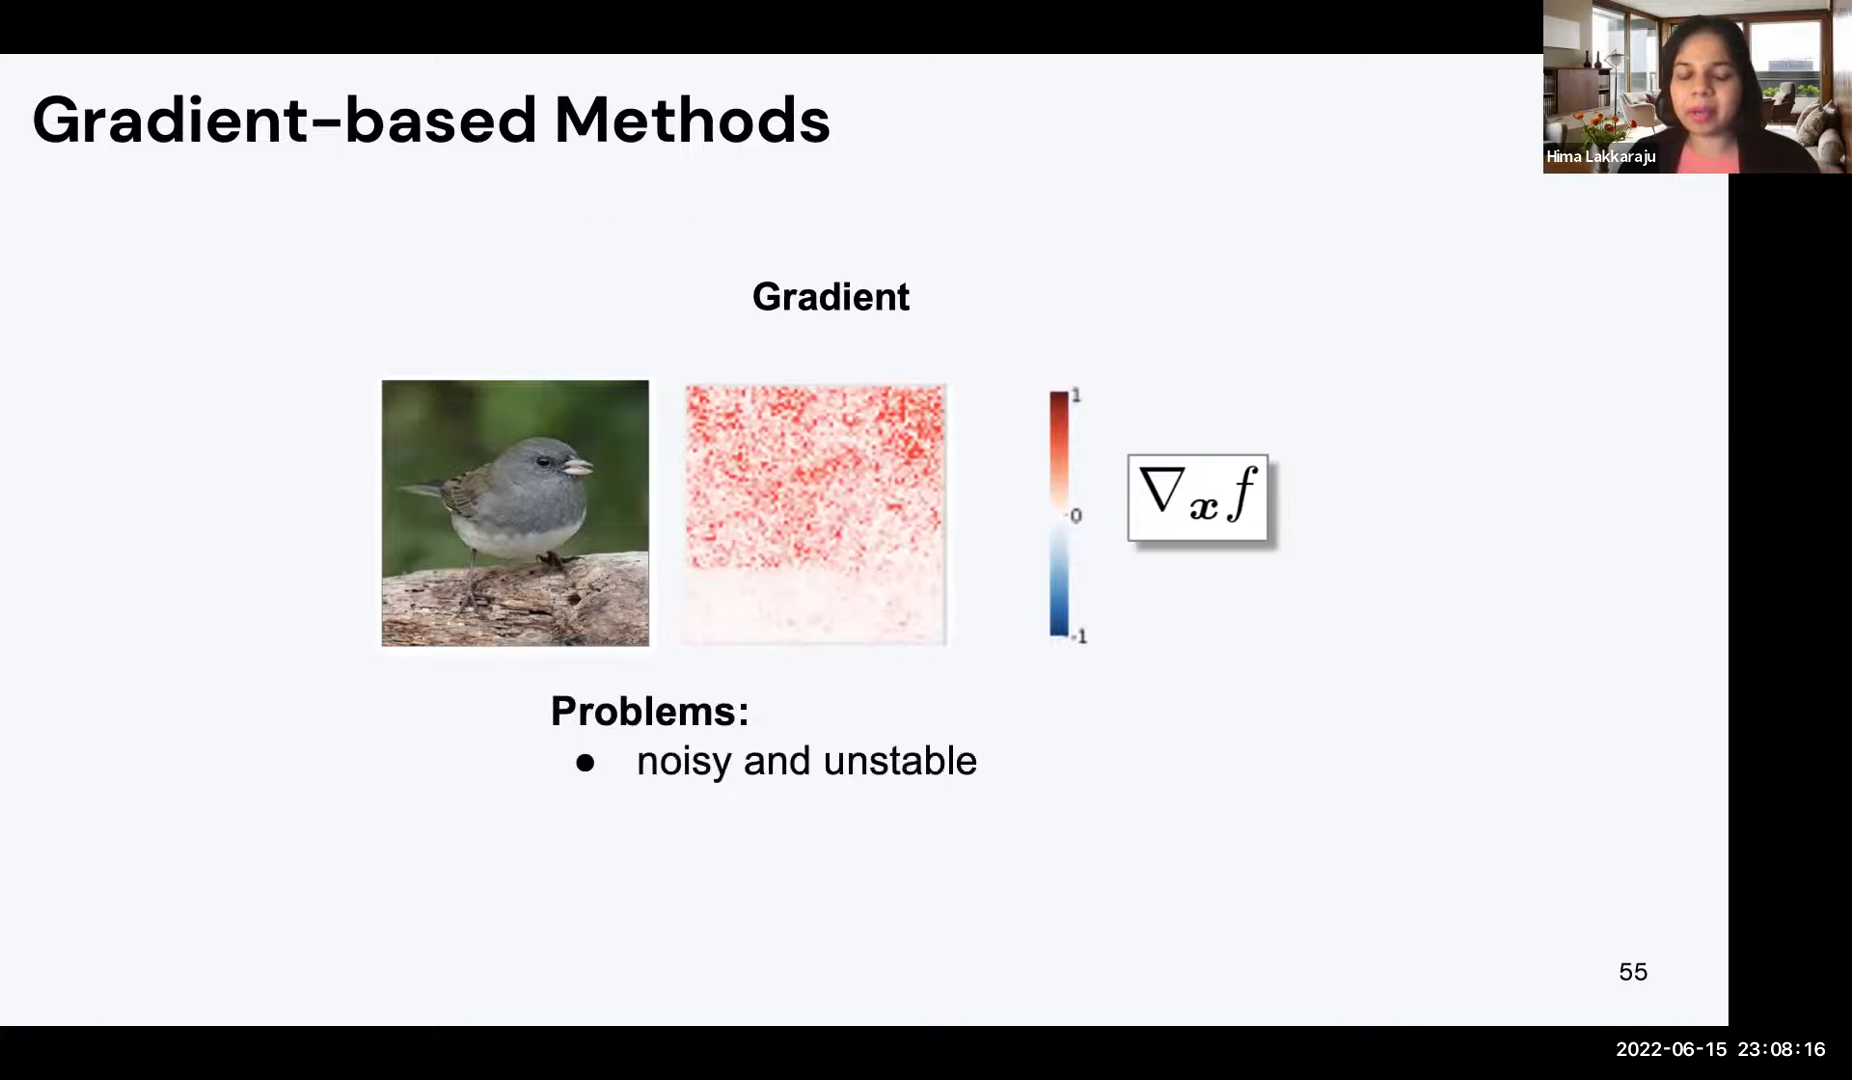 Gradient-based Methods
Hima Lakkaraju
Gradient
1
0
-1
∇ₓf
Problems:
● noisy and unstable
55
2022-06-15 23:08:16